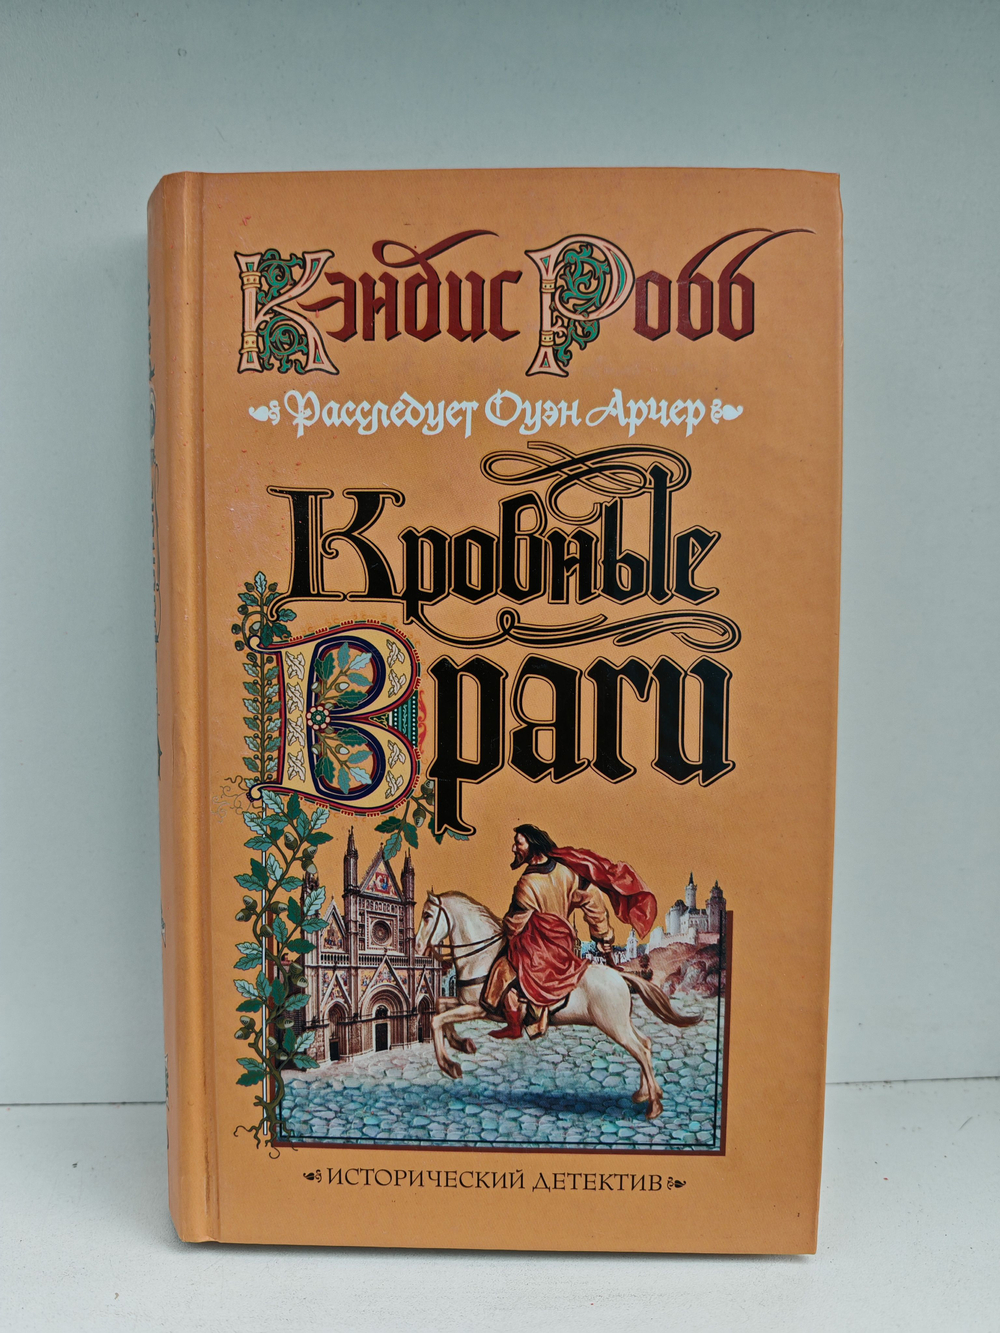 Кэндис Робб
Расследует Оуэн Арчер
Кровные
Враги
ИСТОРИЧЕСКИЙ ДЕТЕКТИВ